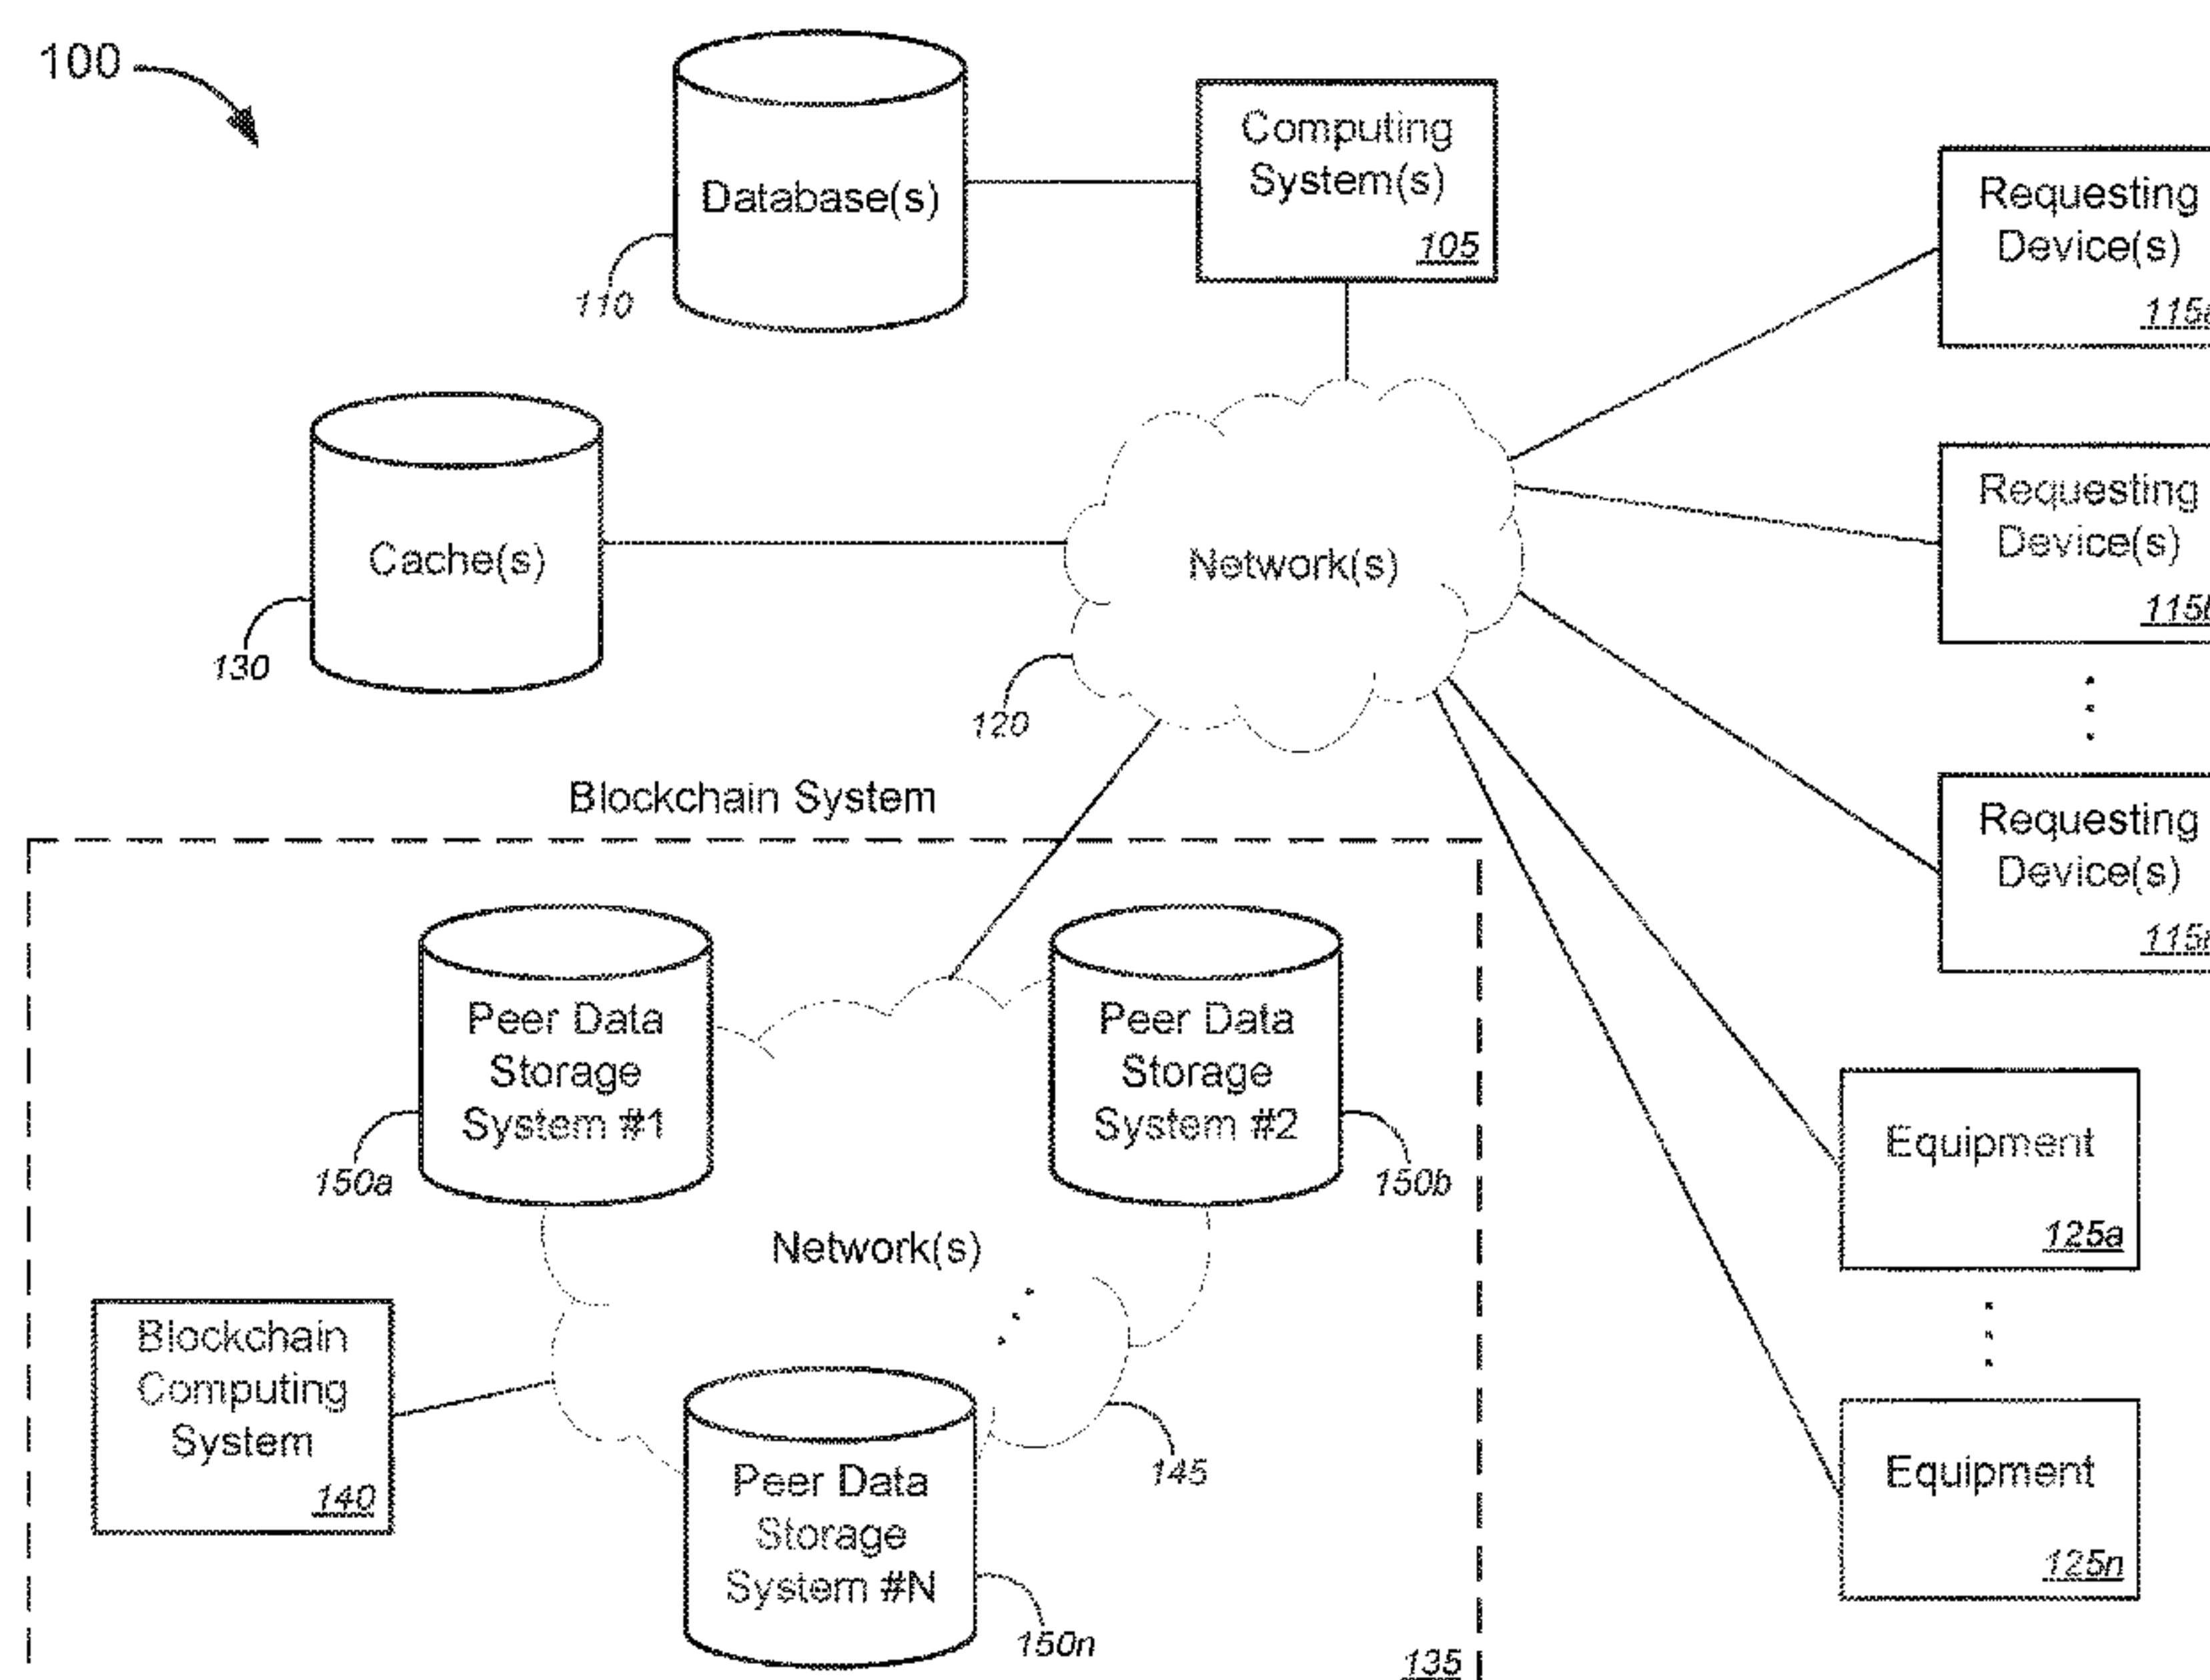 100
Database(s)
110
Computing
System(s)
105
Requesting
Device(s)
Cache(s)
130
Network(s)
120
Requesting
Device(s)
Requesting
Device(s)
Blockchain System
Peer Data
Storage
System #1
150a
Peer Data
Storage
System #2
150b
Network(s)
145
Blockchain
Computing
System
140
Peer Data
Storage
System #N
150n
135
Equipment
125a
Equipment
125n